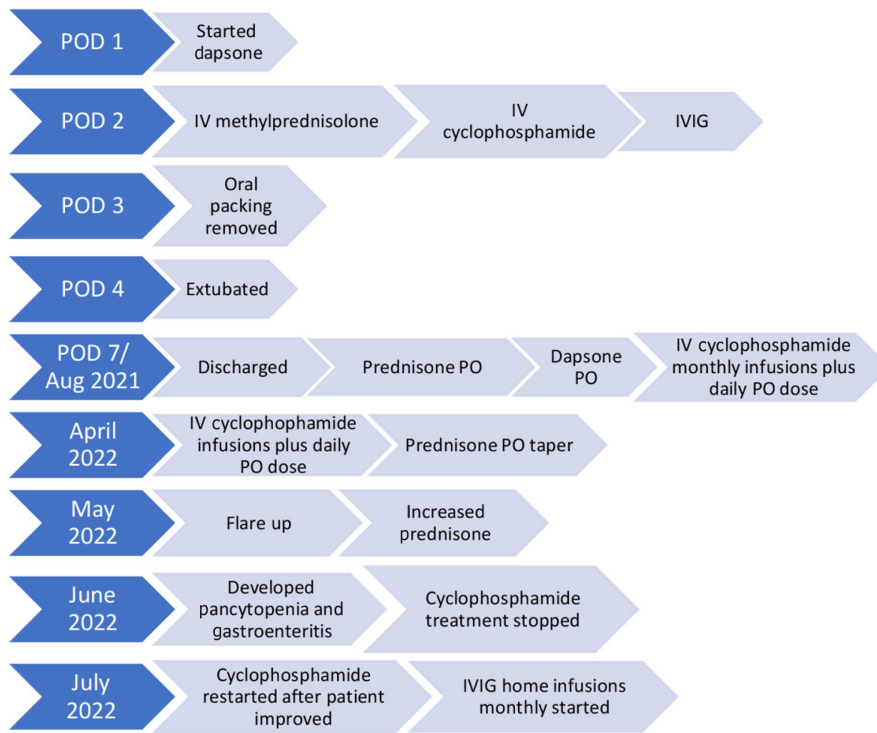 POD 1
Started
dapsone
POD 2
IV methylprednisolone
IV
cyclophosphamide
IVIG
POD 3
Oral
packing
removed
POD 4
Extubated
POD 7/
Aug 2021
Discharged
Prednisone PO
Dapsone
PO
IV cyclophosphamide
monthly infusions plus
daily PO dose
April
2022
IV cyclophophamide
infusions plus daily
PO dose
Prednisone PO taper
May
2022
Flare up
Increased
prednisone
June
2022
Developed
pancytopenia and
gastroenteritis
Cyclophosphamide
treatment stopped
July
2022
Cyclophosphamide
restarted after patient
improved
IVIG home infusions
monthly started